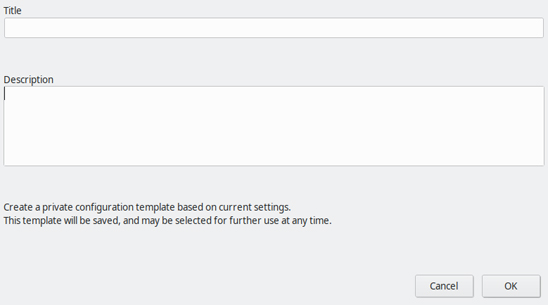 Title
Description
Create a private configuration template based on current settings.
This template will be saved, and may be selected for further use at any time.
Cancel OK